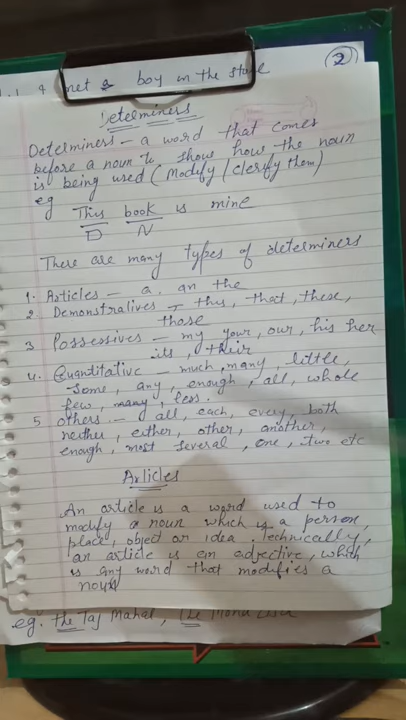 met a boy in the store
2
Determiners
Determiners - a word that comes
before a noun to show how the noun
is being used (modify / clerify them)
eg
This book is mine
D N
There are many types of determiners
1. Articles - a, an the
2. Demonstratives - this, that, these,
those
3 Possessives - my your, our, his her
its, their
4. Quantitative - much, many, little,
Some, any, enough, all, whole
few, many, less.
5 others - all, each, every, both
neither, either, other, another,
enough, most several, one, two etc
Articles
An article is a word used to
modify a noun which is a person,
place, object or idea. Technically,
an article is an adjective, which
is any word that modifies a
noun
eg. the Taj Mahal, The Mona Lisa